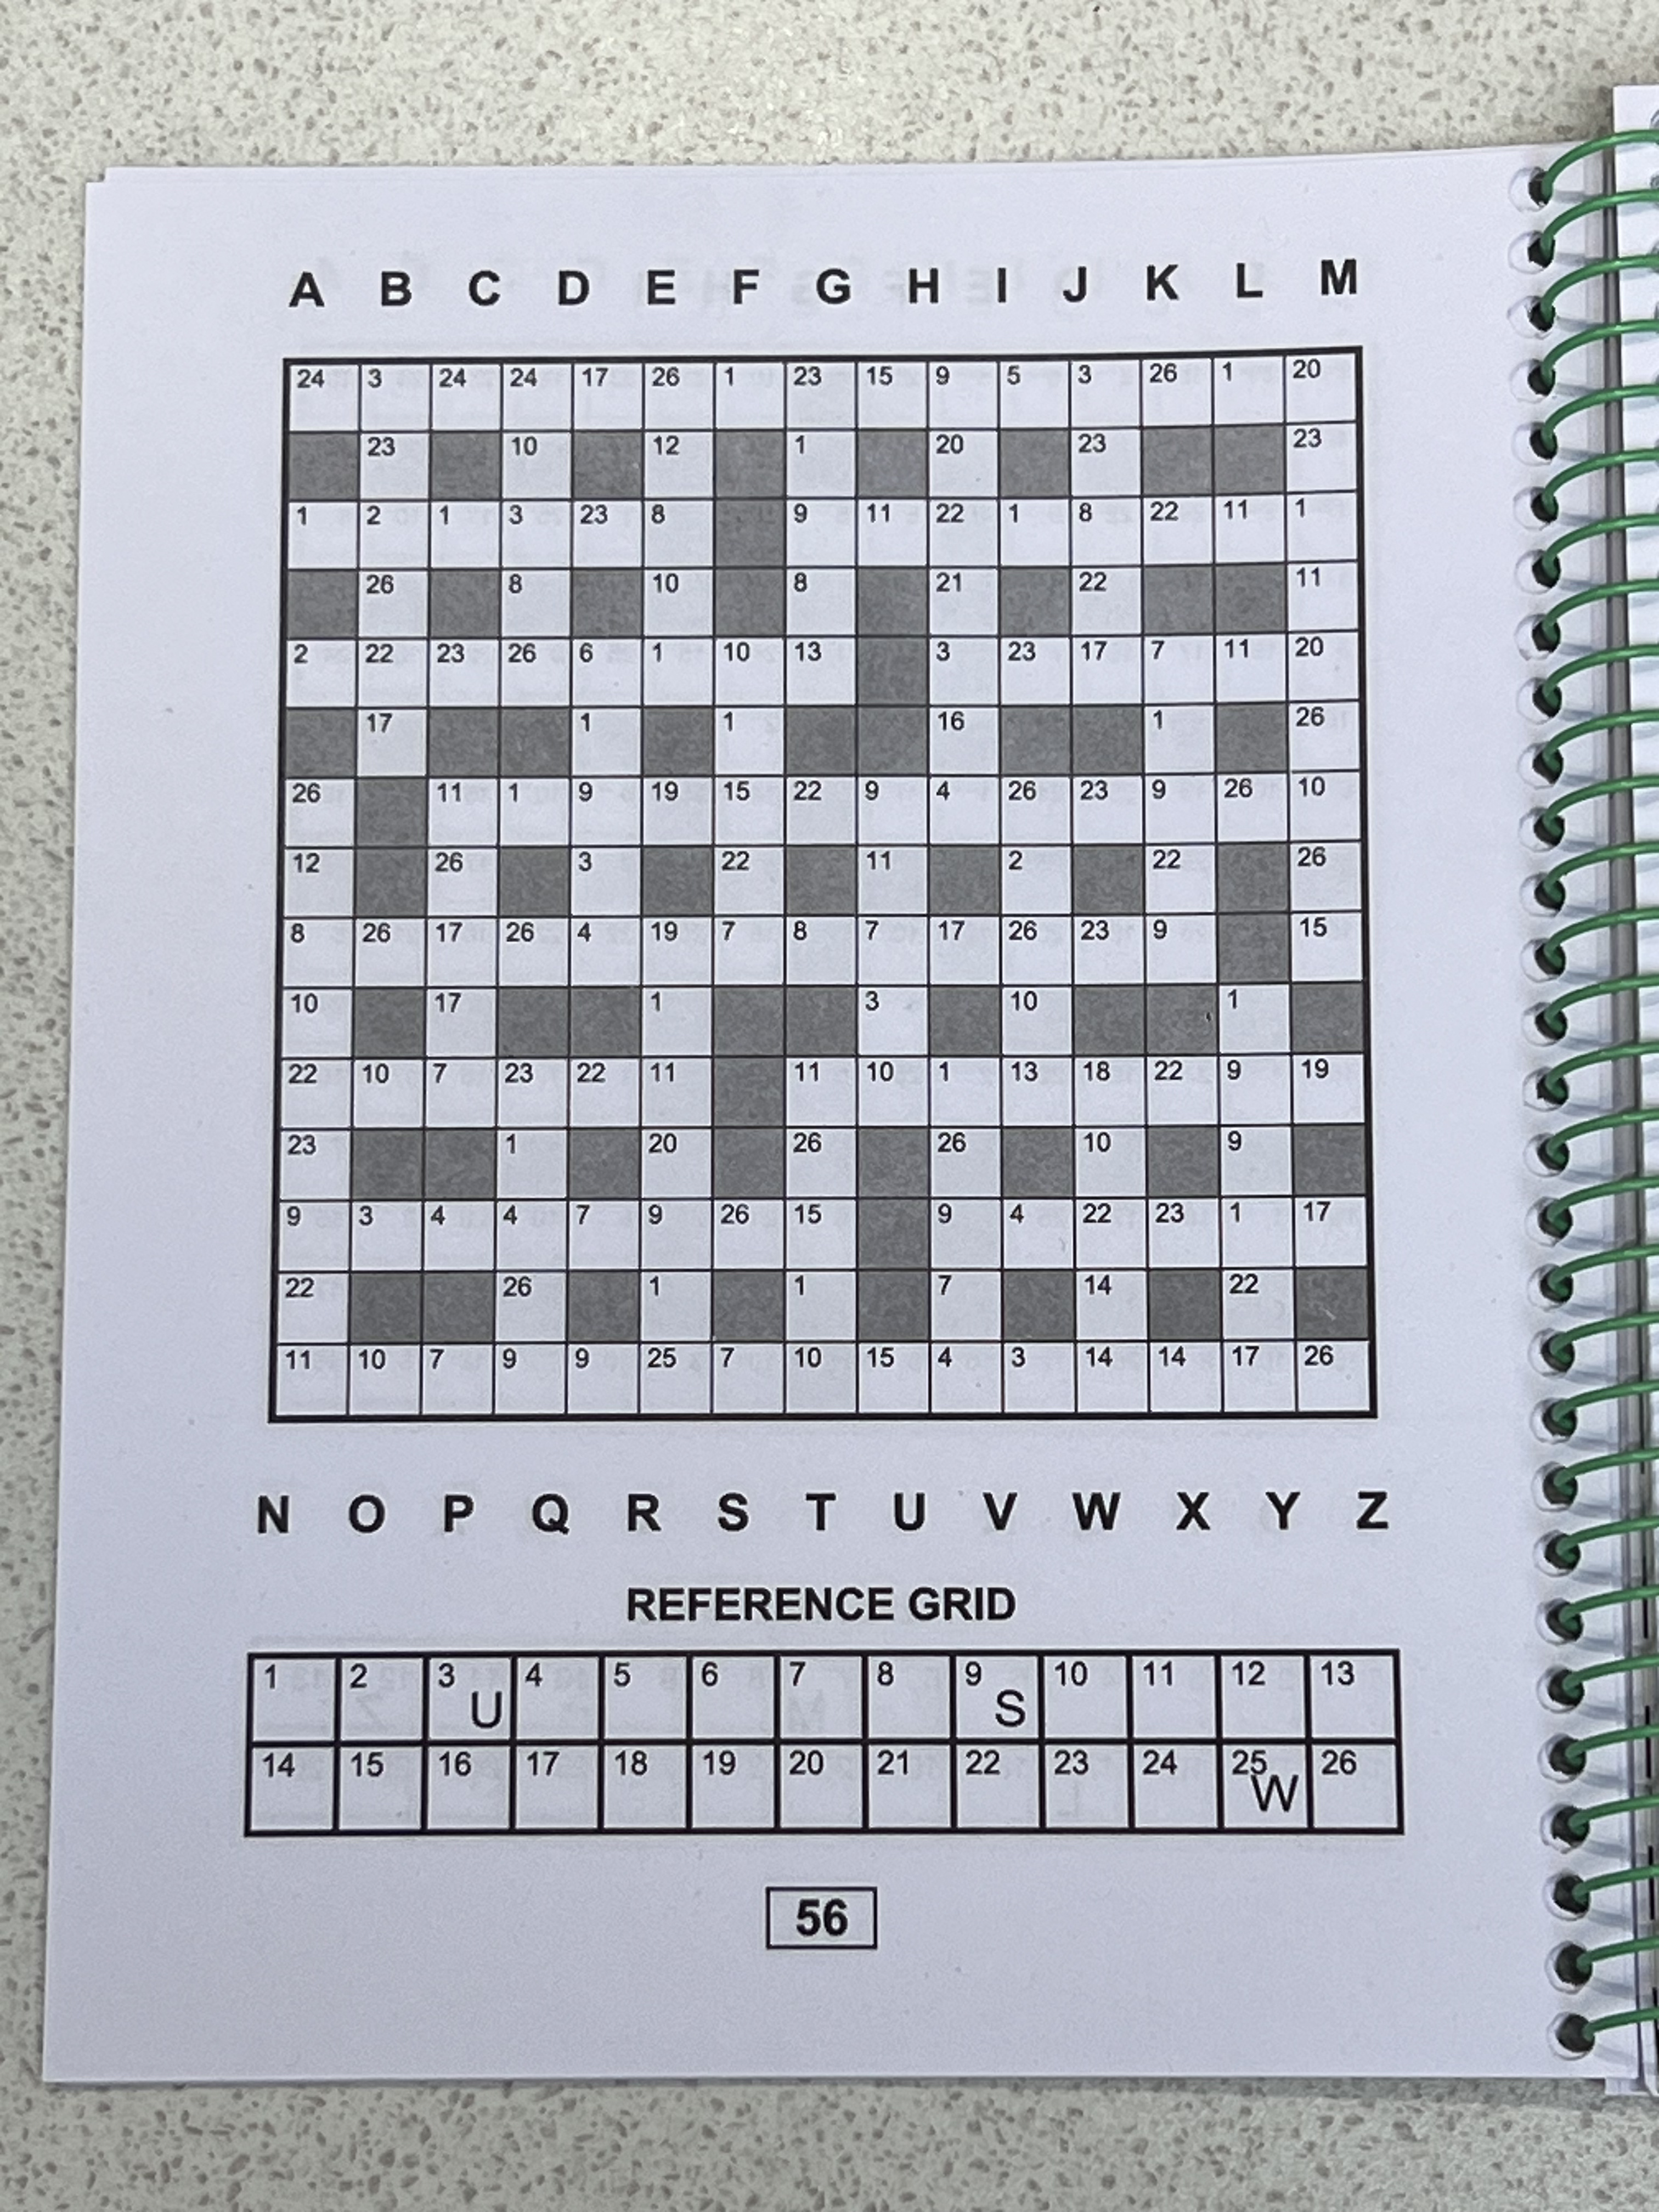 A B C D E F G H I J K L M
24 3 24 24 17 26 1 23 15 9 5 3 26 1 20
23 10 12 1 20 23 23
1 2 1 3 23 8 9 11 22 1 8 22 11 1
26 8 10 8 21 22 11
2 22 23 26 6 1 10 13 3 23 17 7 11 20
17 1 1 16 1 26
26 11 1 9 19 15 22 9 4 26 23 9 26 10
12 26 3 22 11 2 22 26
8 26 17 26 4 19 7 8 7 17 26 23 9 15
10 17 1 3 10 1
22 10 7 23 22 11 11 10 1 13 18 22 9 19
23 1 20 26 26 10 9
9 3 4 4 7 9 26 15 9 4 22 23 1 17
22 26 1 1 7 14 22
11 10 7 9 9 25 7 10 15 4 3 14 14 17 26
N O P Q R S T U V W X Y Z
REFERENCE GRID
1 2 3 U 4 5 6 7 8 9 S 10 11 12 13
14 15 16 17 18 19 20 21 22 23 24 25 W 26
56